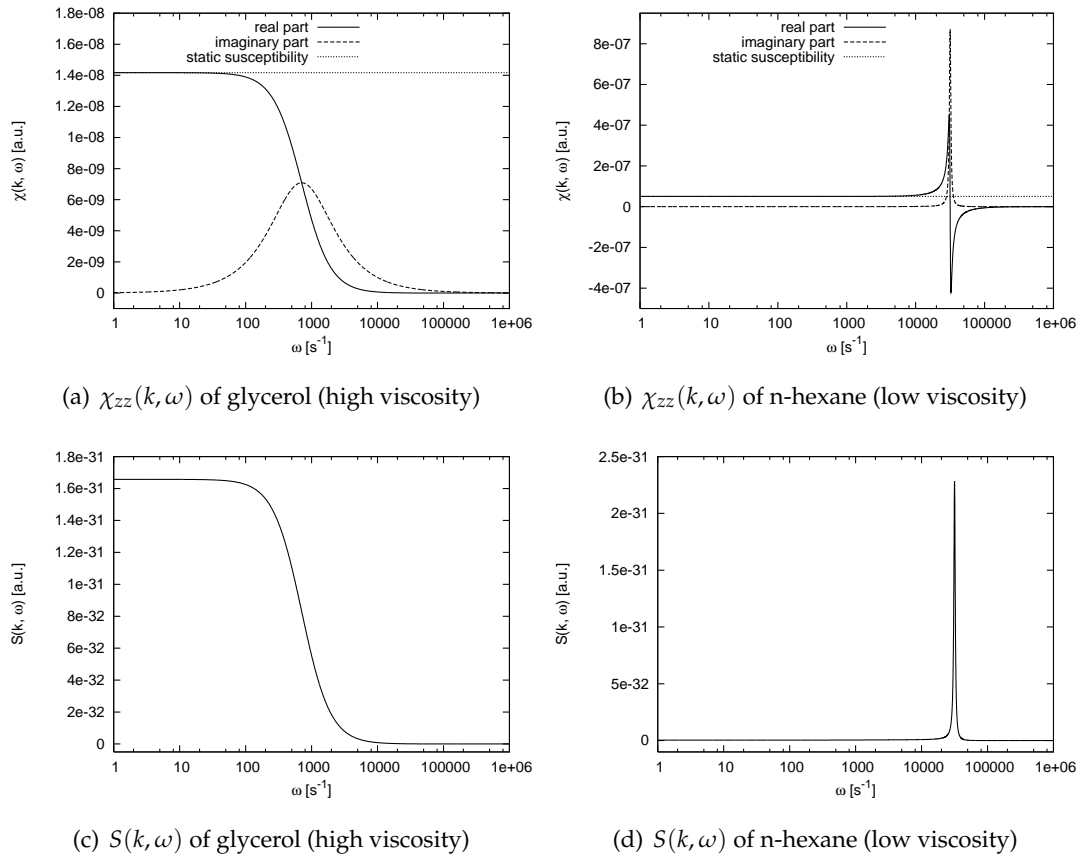 1.8e-08
1.6e-08
1.4e-08
1.2e-08
1e-08
8e-09
6e-09
4e-09
2e-09
0
χ(k, ω) [a.u.]
real part
imaginary part
static susceptibility
1 10 100 1000 10000 100000 1e+06
ω [s⁻¹]
(a) χzz(k, ω) of glycerol (high viscosity)
8e-07
6e-07
4e-07
2e-07
0
-2e-07
-4e-07
χ(k, ω) [a.u.]
real part
imaginary part
static susceptibility
1 10 100 1000 10000 100000 1e+06
ω [s⁻¹]
(b) χzz(k, ω) of n-hexane (low viscosity)
1.8e-31
1.6e-31
1.4e-31
1.2e-31
1e-31
8e-32
6e-32
4e-32
2e-32
0
S(k, ω) [a.u.]
1 10 100 1000 10000 100000 1e+06
ω [s⁻¹]
(c) S(k, ω) of glycerol (high viscosity)
2.5e-31
2e-31
1.5e-31
1e-31
5e-32
0
S(k, ω) [a.u.]
1 10 100 1000 10000 100000 1e+06
ω [s⁻¹]
(d) S(k, ω) of n-hexane (low viscosity)